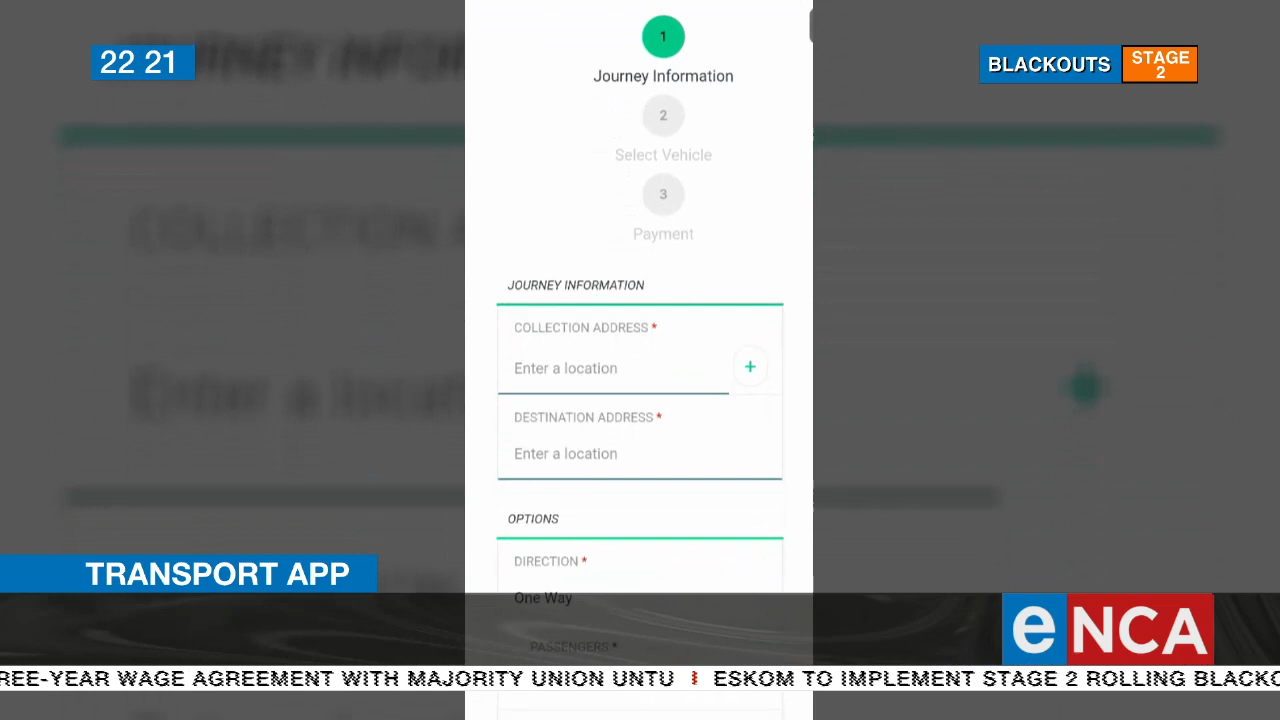 22 21
BLACKOUTS
STAGE
2
1
Journey Information
2
Select Vehicle
3
Payment
JOURNEY INFORMATION
COLLECTION ADDRESS *
Enter a location
+
DESTINATION ADDRESS *
Enter a location
OPTIONS
DIRECTION *
One Way
PASSENGERS *
TRANSPORT APP
eNCA
REE-YEAR WAGE AGREEMENT WITH MAJORITY UNION UNTU ESKOM TO IMPLEMENT STAGE 2 ROLLING BLACKO